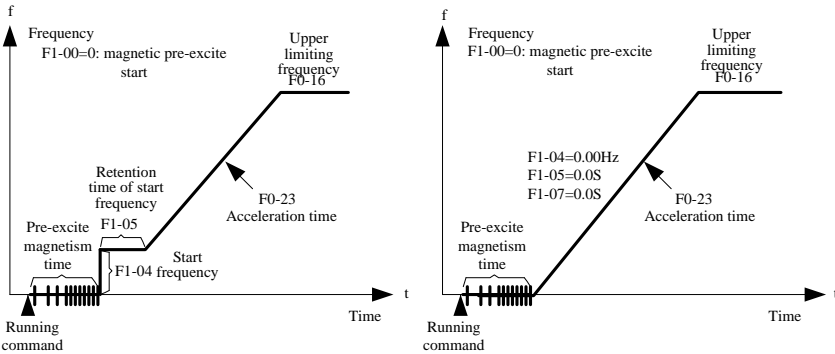 f
Frequency
F1-00=0: magnetic pre-excite
start
Upper
limiting
frequency
F0-16
Retention
time of start
frequency
F1-05
F0-23
Acceleration time
Pre-excite
magnetism
time
Start
F1-04 frequency
t
Time
Running
command
f
Frequency
F1-00=0: magnetic pre-excite
start
Upper
limiting
frequency
F0-16
F1-04=0.00Hz
F1-05=0.0S
F1-07=0.0S
F0-23
Acceleration time
Pre-excite
magnetism
time
t
Time
Running
command